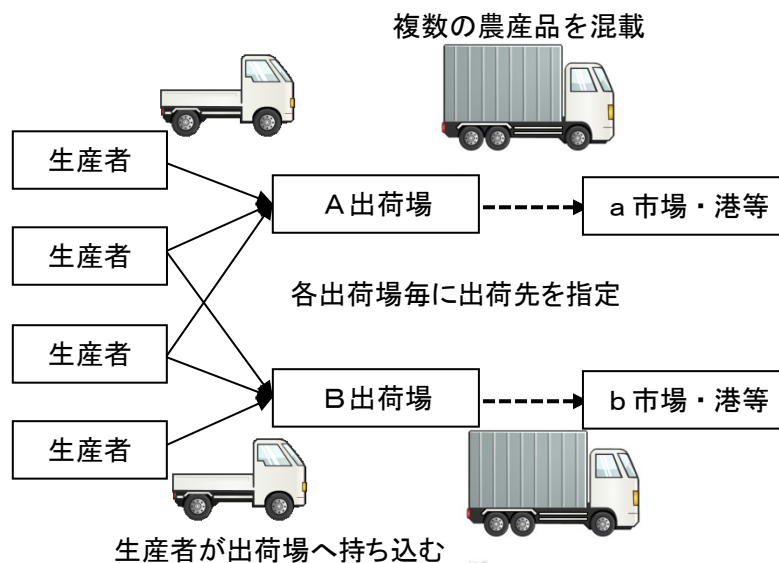 複数の農産品を混載
生産者
A出荷場
a市場・港等
生産者
各出荷場毎に出荷先を指定
生産者
B出荷場
b市場・港等
生産者
生産者が出荷場へ持ち込む